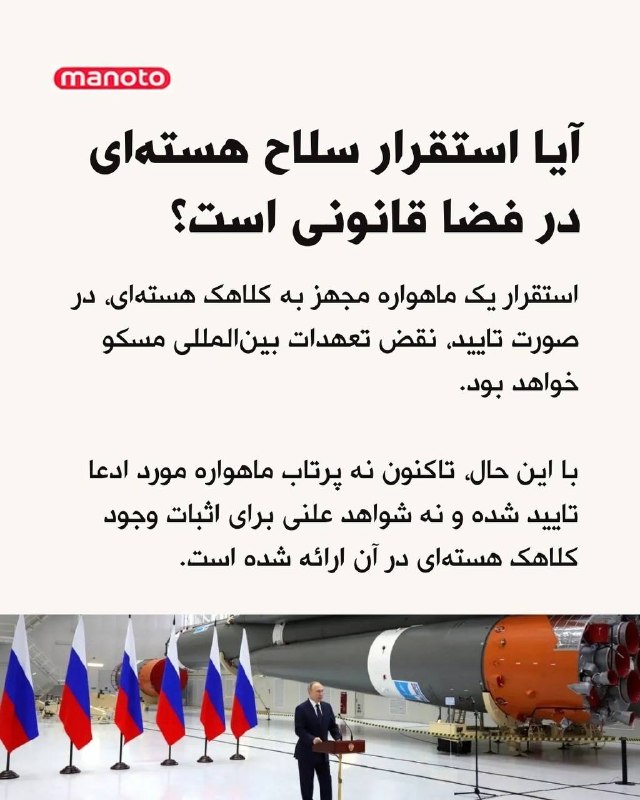 manoto
آیا استقرار سلاح هسته‌ای
در فضا قانونی است؟
استقرار یک ماهواره مجهز به کلاهک هسته‌ای، در
صورت تایید، نقض تعهدات بین‌المللی مسکو
خواهد بود.
با این حال، تاکنون نه پرتاب ماهواره مورد ادعا
تایید شده و نه شواهد علنی برای اثبات وجود
کلاهک هسته‌ای در آن ارائه شده است.